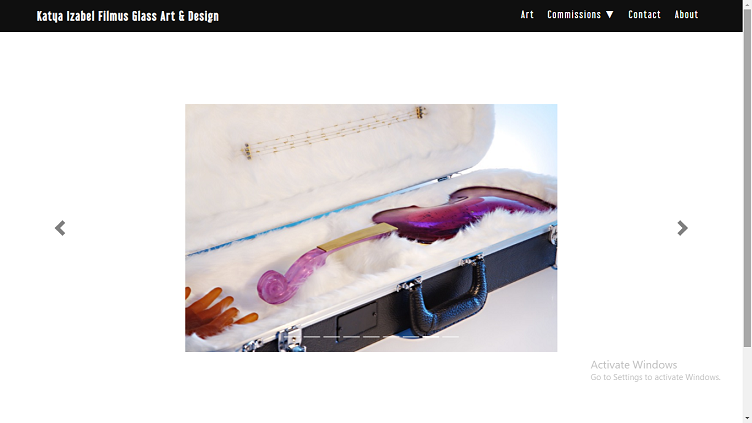 Katya Izabel Filmus Glass Art & Design
Art Commissions ▼ Contact About
Activate Windows
Go to Settings to activate Windows.